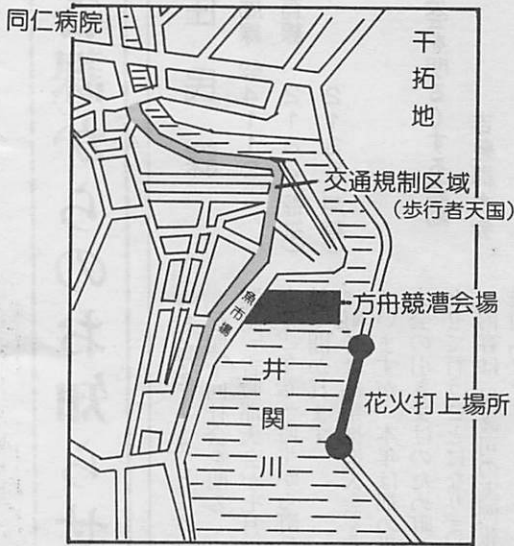 同仁病院
干拓地
交通規制区域
(歩行者天国)
魚市場
方舟競漕会場
井関川
花火打上場所